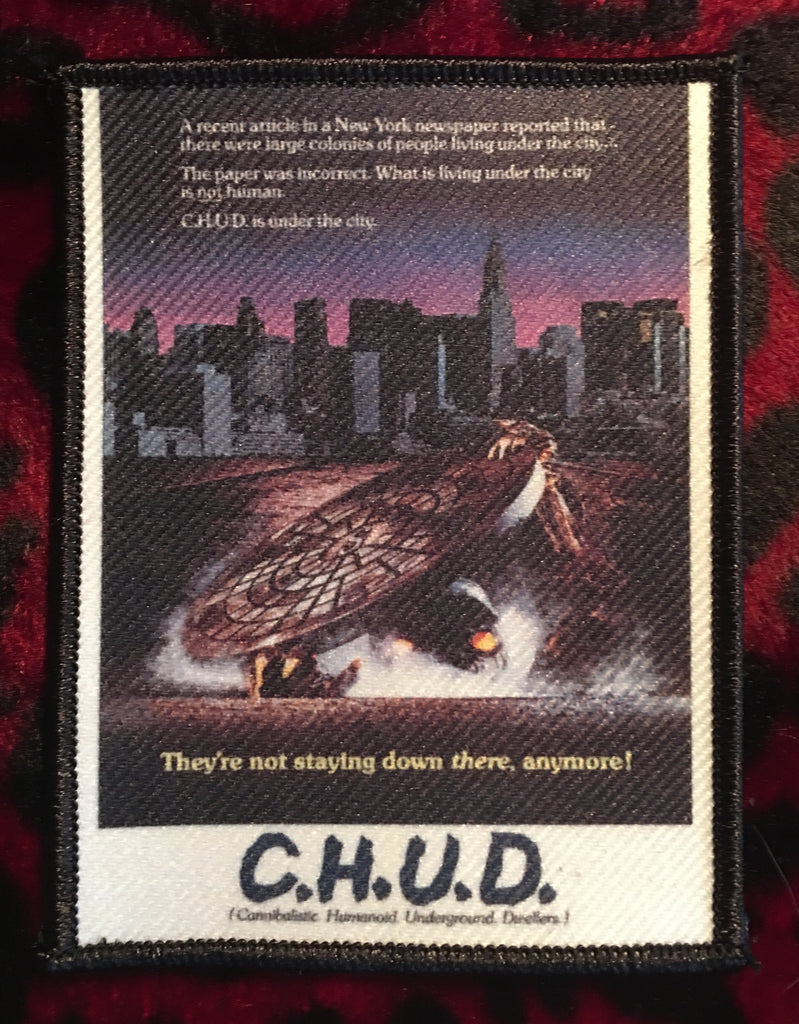 A recent article in a New York newspaper reported that
there were large colonies of people living under the city...
The paper was incorrect. What is living under the city
is not human.
C.H.U.D. is under the city.
They're not staying down there, anymore!
C.H.U.D.
(Cannibalistic. Humanoid. Underground. Dwellers.)